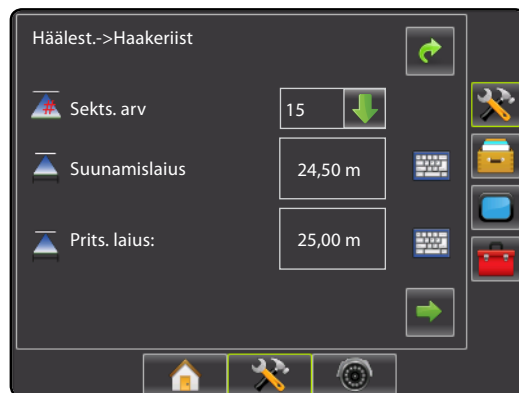 Häälest.->Haakeriist
Sekts. arv 15
Suunamislaius 24,50 m
Prits. laius: 25,00 m